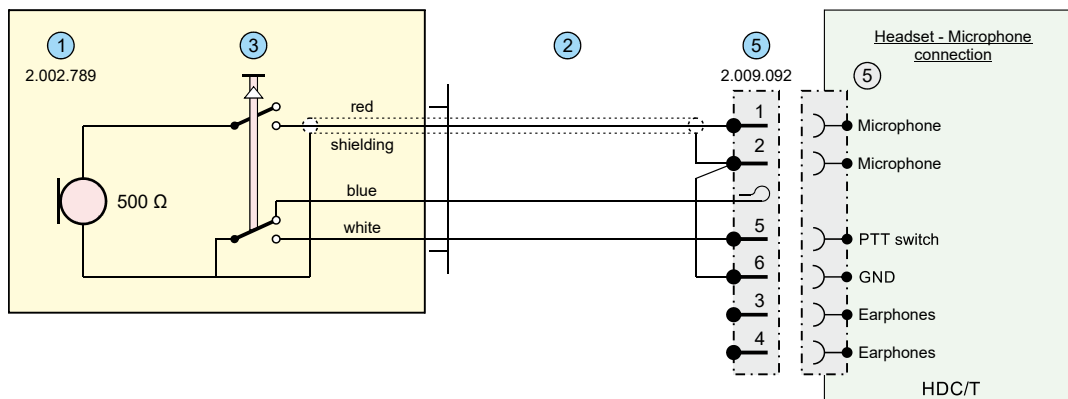 1
2.002.789
3
2
5
2.009.092
Headset - Microphone
connection
5
red
shielding
500 Ω
blue
white
1
2
5
6
3
4
Microphone
Microphone
PTT switch
GND
Earphones
Earphones
HDC/T